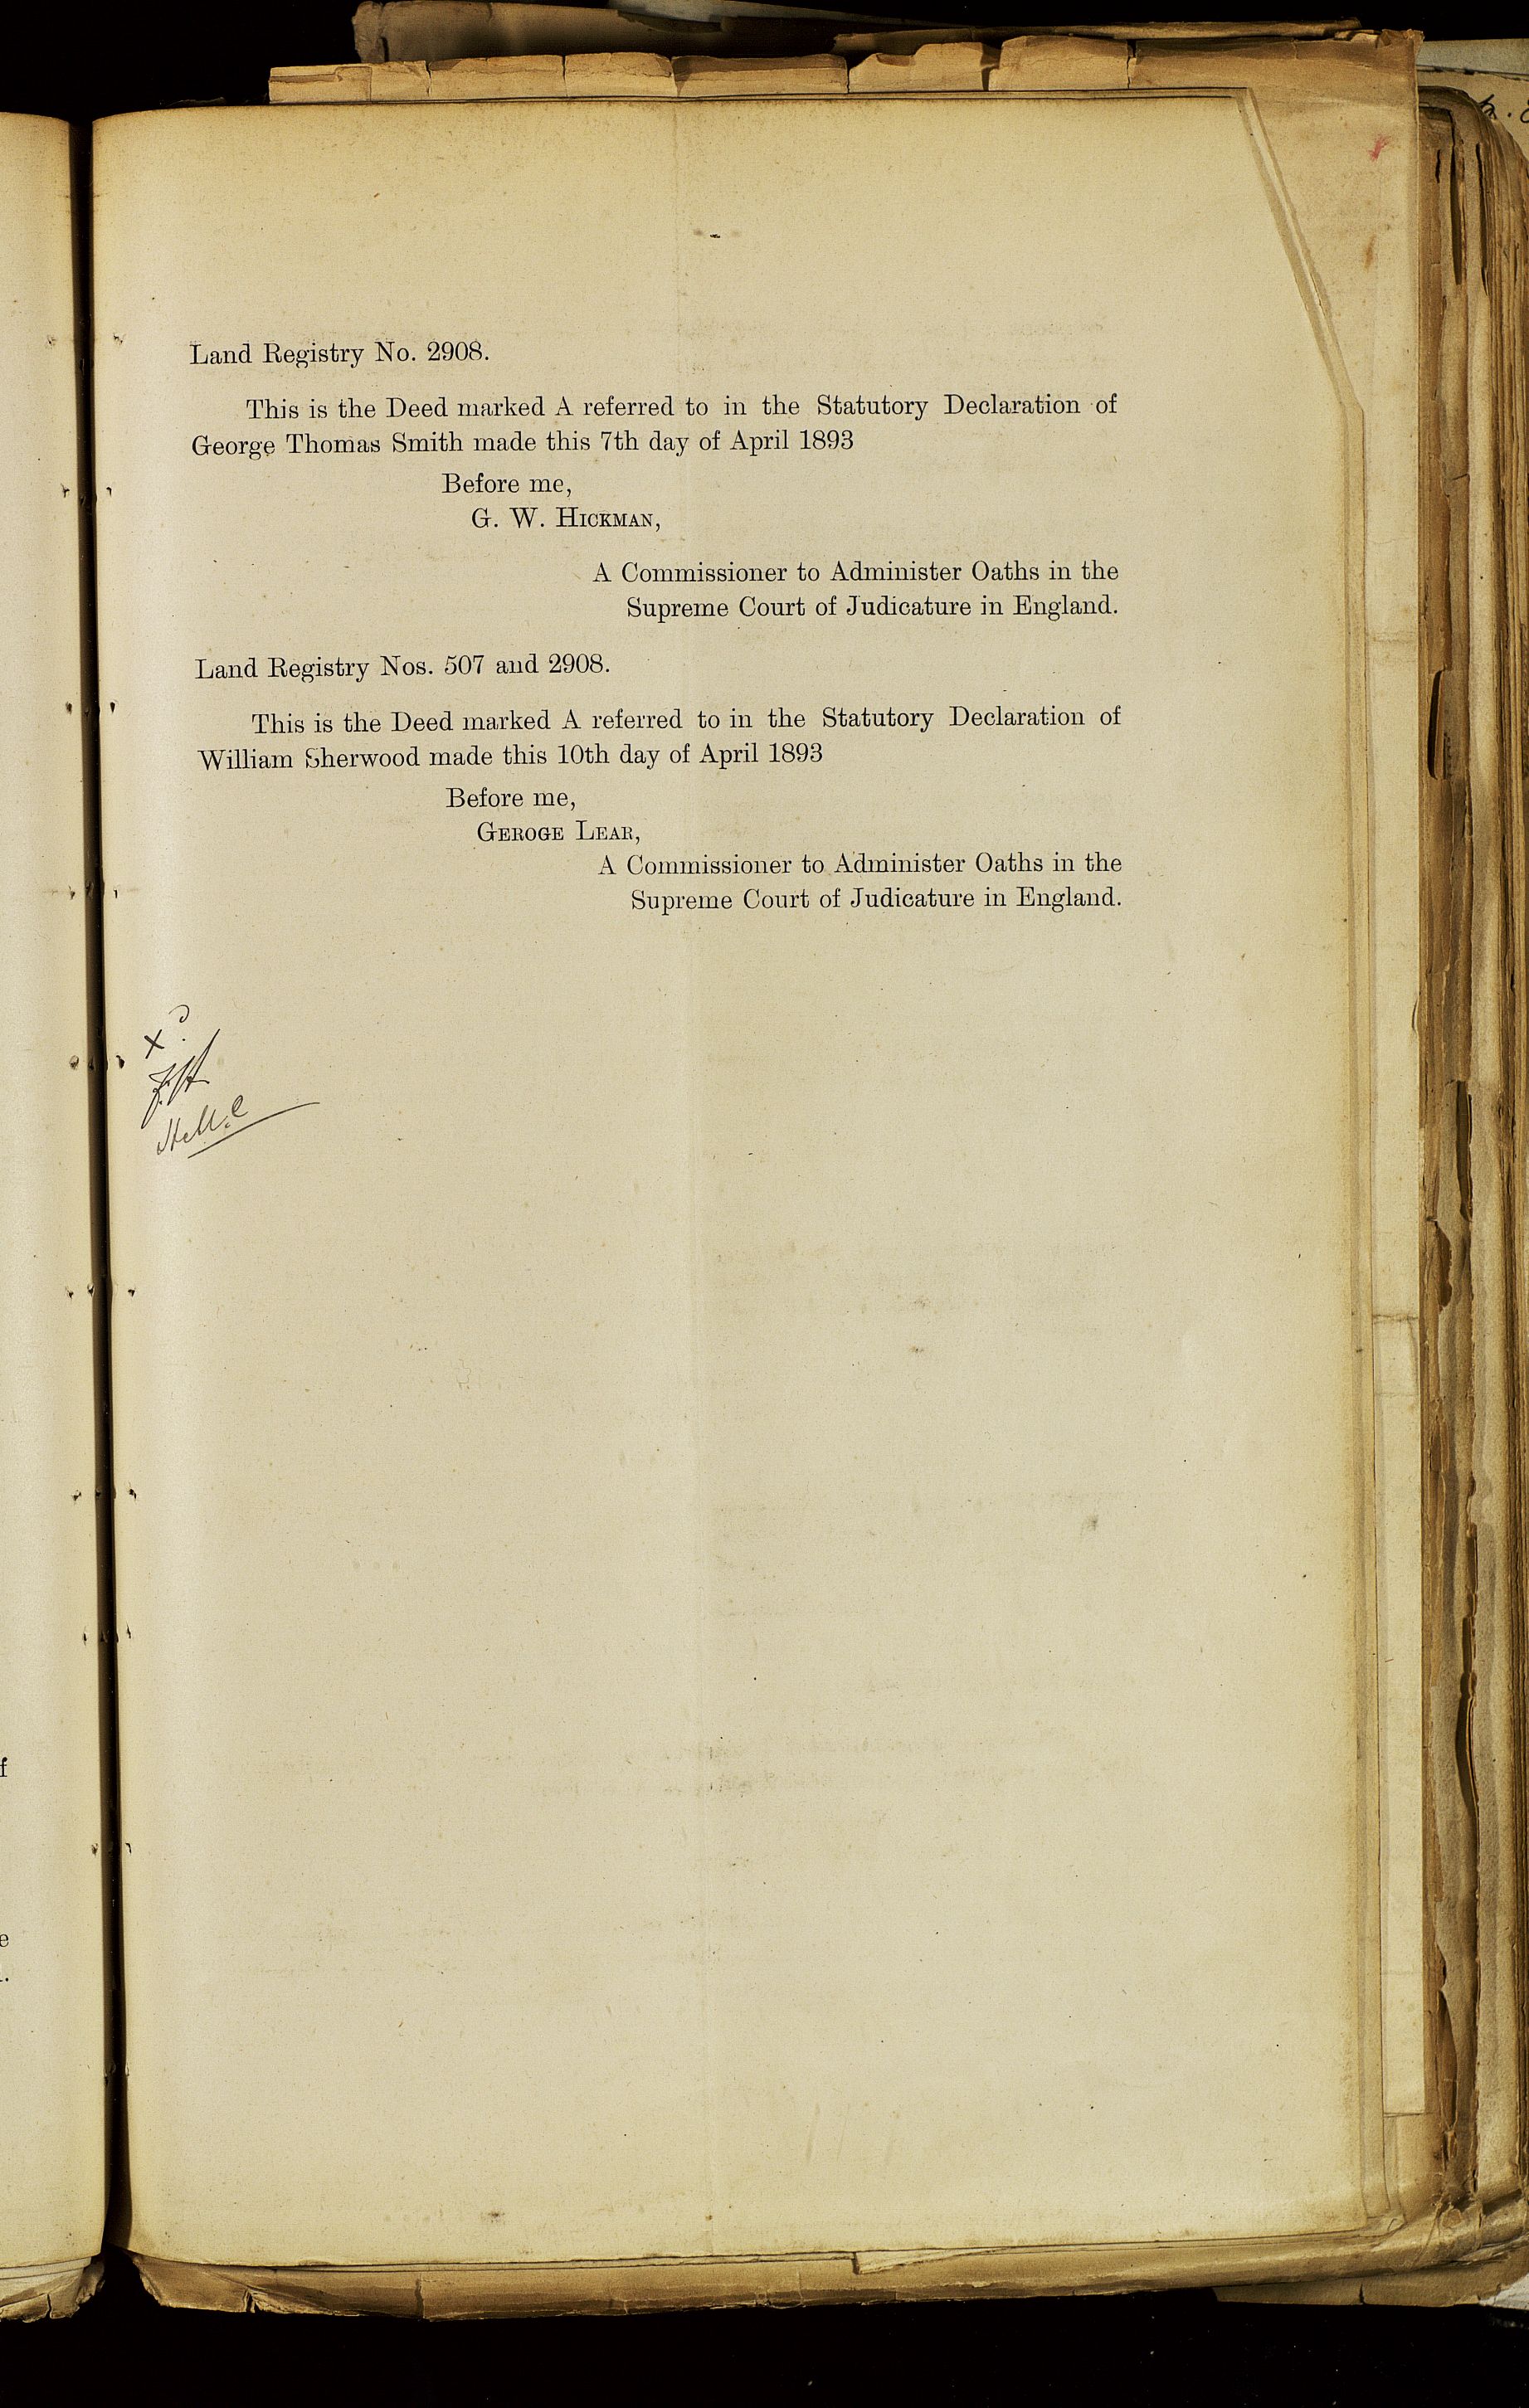 Land Registry No. 2908.
This is the Deed marked A referred to in the Statutory Declaration of
George Thomas Smith made this 7th day of April 1893
Before me,
G. W. HICKMAN,
A Commissioner to Administer Oaths in the
Supreme Court of Judicature in England.
Land Registry Nos. 507 and 2908.
This is the Deed marked A referred to in the Statutory Declaration of
William Sherwood made this 10th day of April 1893
Before me,
GEROGE LEAR,
A Commissioner to Administer Oaths in the
Supreme Court of Judicature in England.